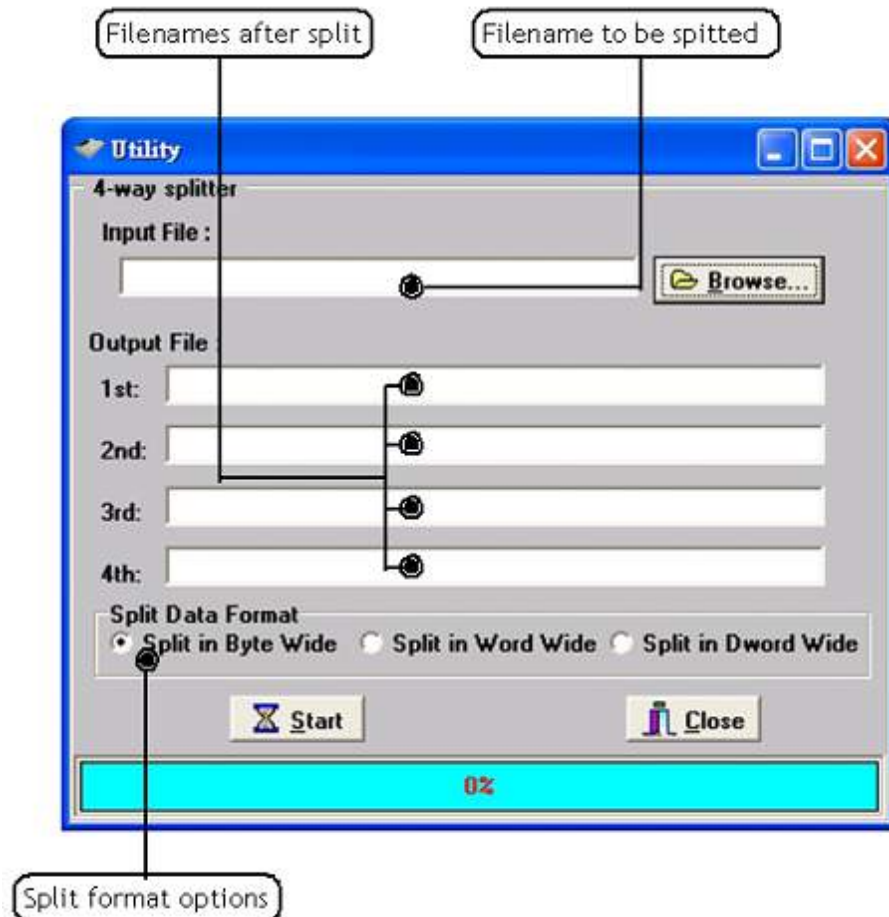 Filenames after split
Filename to be spitted
Utility
4-way splitter
Input File :
Browse...
Output File :
1st:
2nd:
3rd:
4th:
Split Data Format
Split in Byte Wide Split in Word Wide Split in Dword Wide
Start Close
0%
Split format options